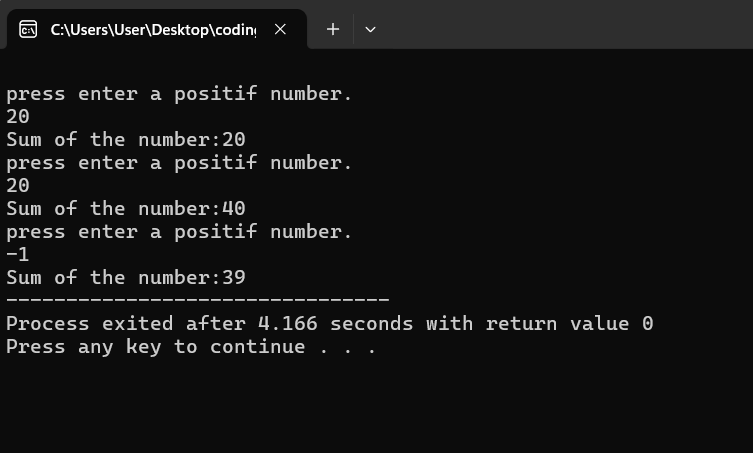 C:\Users\User\Desktop\coding
press enter a positif number.
20
Sum of the number:20
press enter a positif number.
20
Sum of the number:40
press enter a positif number.
-1
Sum of the number:39
--------------------------------
Process exited after 4.166 seconds with return value 0
Press any key to continue . . .